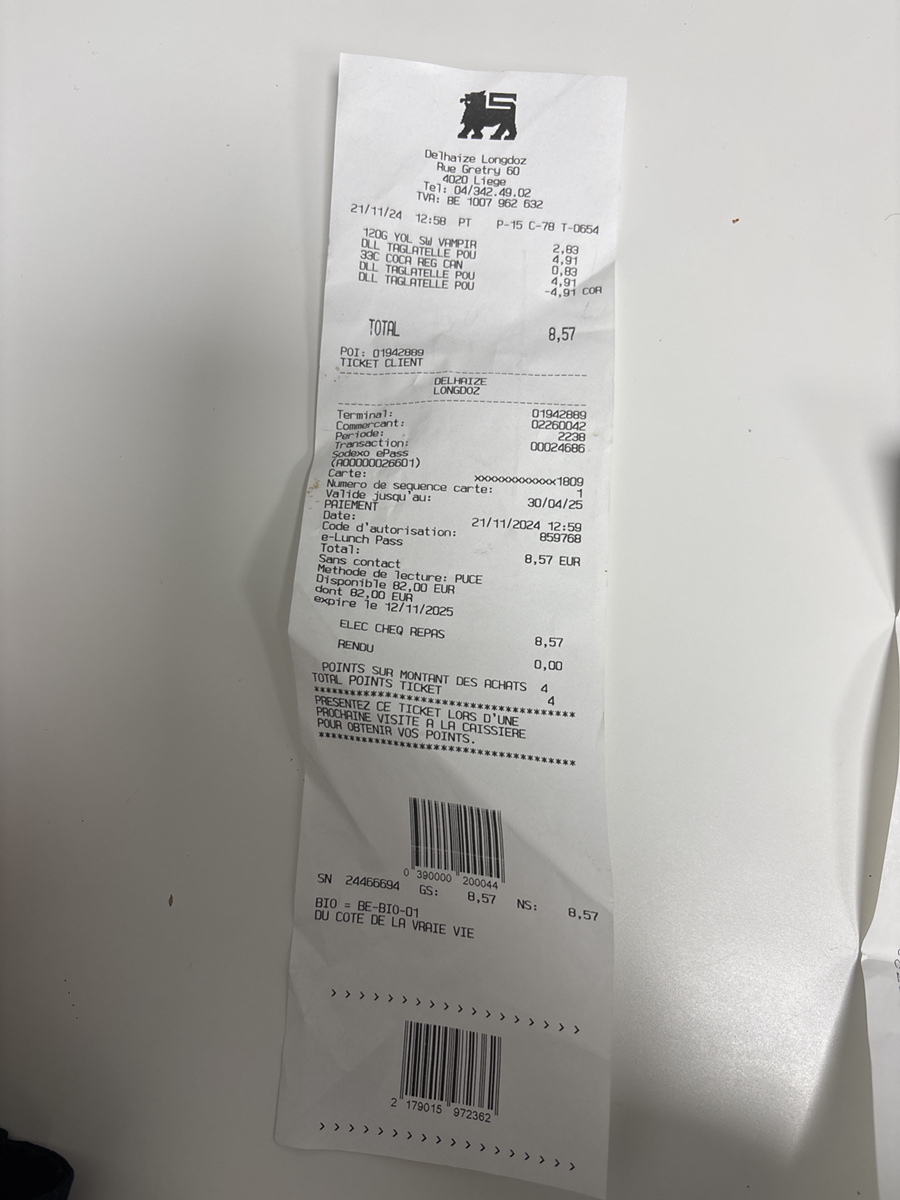 Delhaize Longdoz
Rue Gretry 60
4020 Liege
Tel: 04/342.49.02
TVA: BE 1007 962 632
21/11/24 12:58 PT P-15 C-78 T-0654
120G YOL SW VAMPIR 2,83
DLL TAGLATELLE POU 4,91
33C COCA REG CAN 0,83
DLL TAGLATELLE POU 4,91
DLL TAGLATELLE POU -4,91 COR
TOTAL 8,57
POI: 01942889
TICKET CLIENT
DELHAIZE
LONGDOZ
Terminal: 01942889
Commercant: 02260042
Periode: 2238
Transaction: 00024686
Sodexo ePass
(A00000026601)
Carte: xxxxxxxxxxxx1809
Numero de sequence carte: 1
Valide jusqu'au: 30/04/25
PAIEMENT
Date: 21/11/2024 12:59
Code d'autorisation: 859768
e-Lunch Pass
Total: 8,57 EUR
Sans contact
Methode de lecture: PUCE
Disponible 82,00 EUR
dont 82,00 EUR
expire le 12/11/2025
ELEC CHEQ REPAS 8,57
RENDU 0,00
POINTS SUR MONTANT DES ACHATS 4
TOTAL POINTS TICKET 4
***********************************
PRESENTEZ CE TICKET LORS D'UNE
PROCHAINE VISITE A LA CAISSIERE
POUR OBTENIR VOS POINTS.
***********************************
0 390000 200044
SN 24466694 GS: 8,57 NS: 8,57
BIO = BE-BIO-01
DU COTE DE LA VRAIE VIE
> > > > > > > > > > > > > > > > > >
2 179015 972362
> > > > > > > > > > > > > > > > > > >